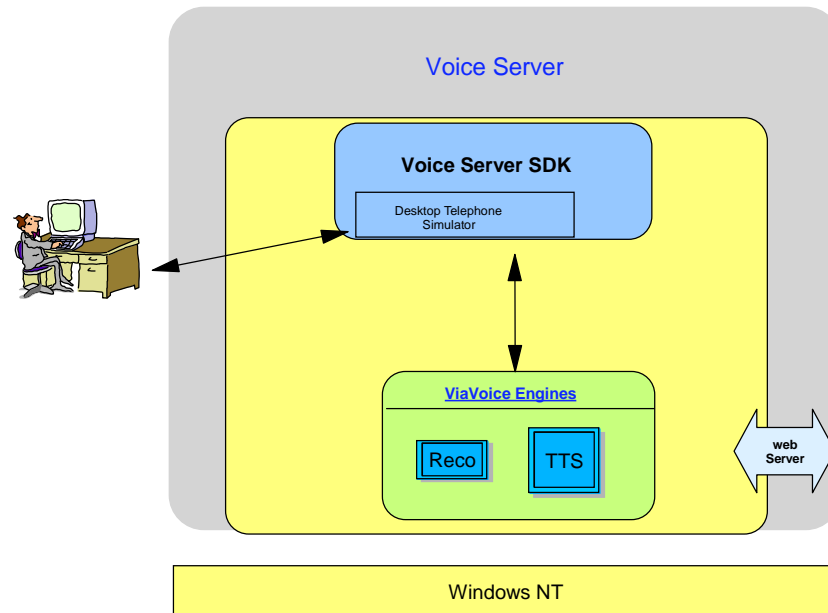 Voice Server
Voice Server SDK
Desktop Telephone
Simulator
ViaVoice Engines
Reco
TTS
web
Server
Windows NT